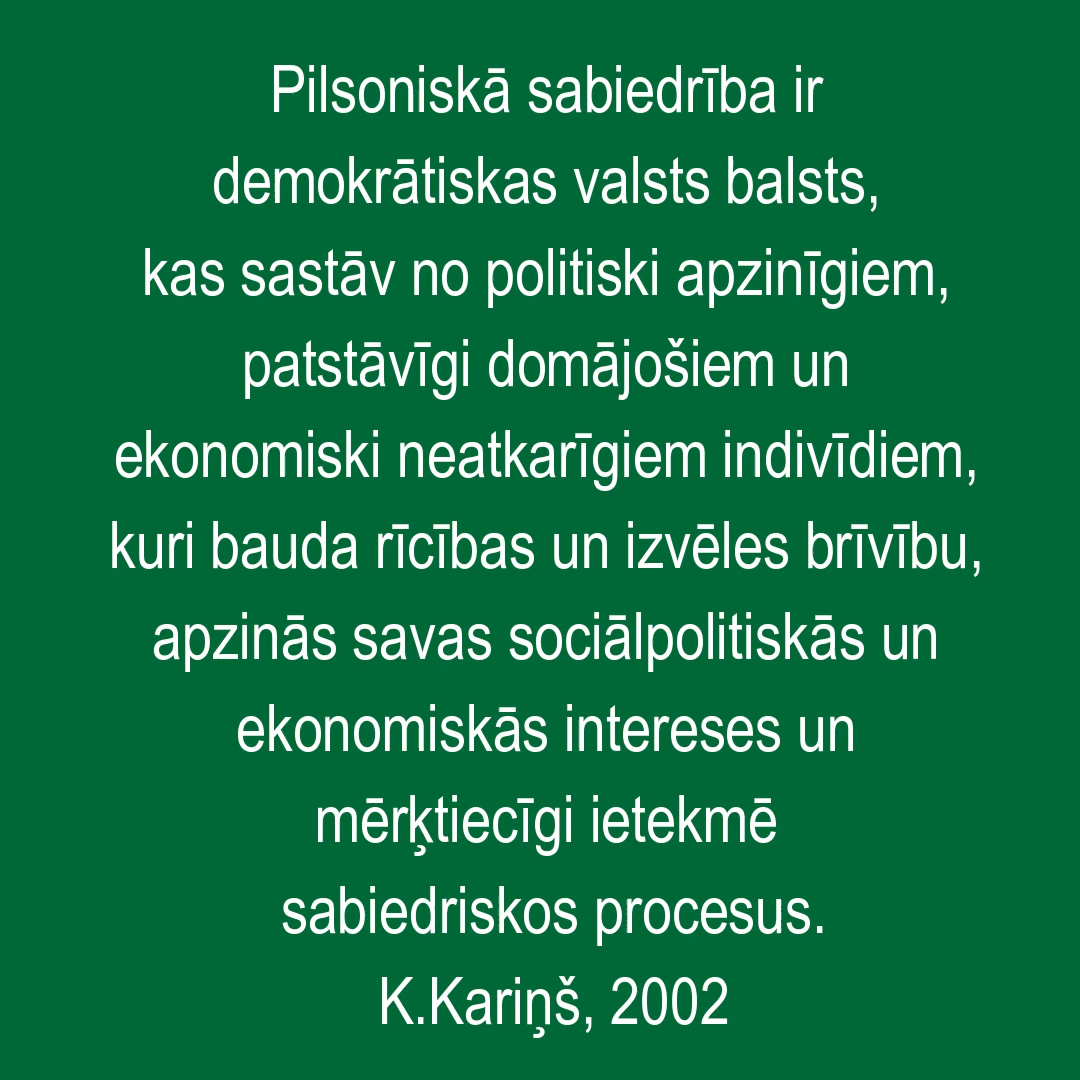 Pilsoniskā sabiedrība ir
demokrātiskas valsts balsts,
kas sastāv no politiski apzinīgiem,
patstāvīgi domājošiem un
ekonomiski neatkarīgiem indivīdiem,
kuri bauda rīcības un izvēles brīvību,
apzinās savas sociālpolitiskās un
ekonomiskās intereses un
mērķtiecīgi ietekmē
sabiedriskos procesus.
K.Kariņš, 2002